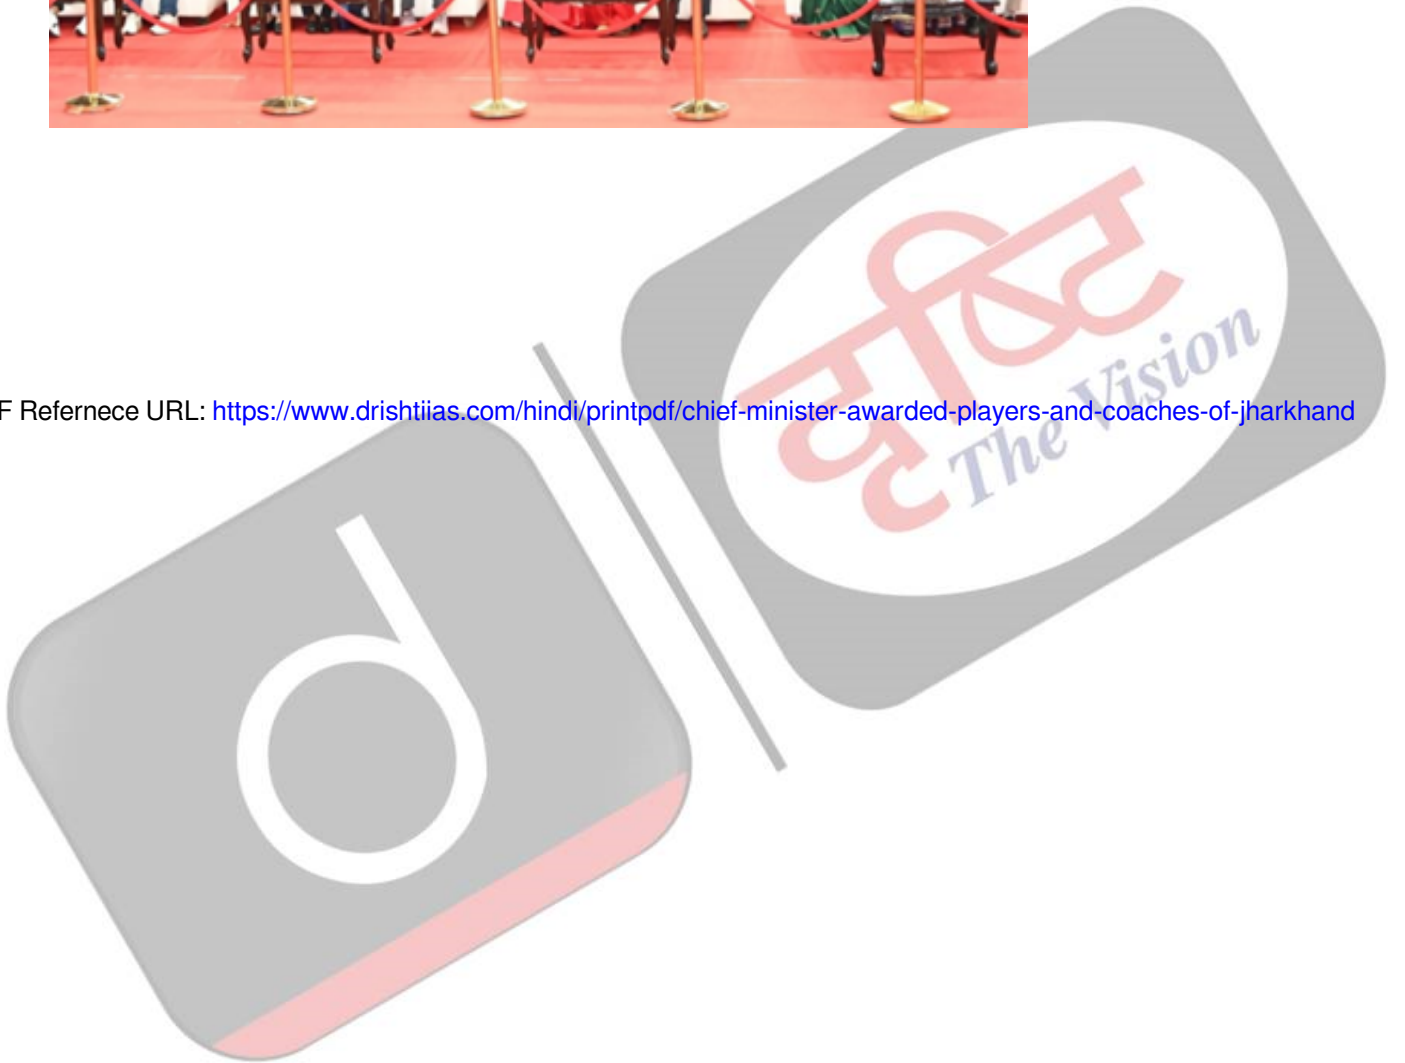 दृष्टि
The Vision
F Refernece URL: https://www.drishtiias.com/hindi/printpdf/chief-minister-awarded-players-and-coaches-of-jharkhand
d